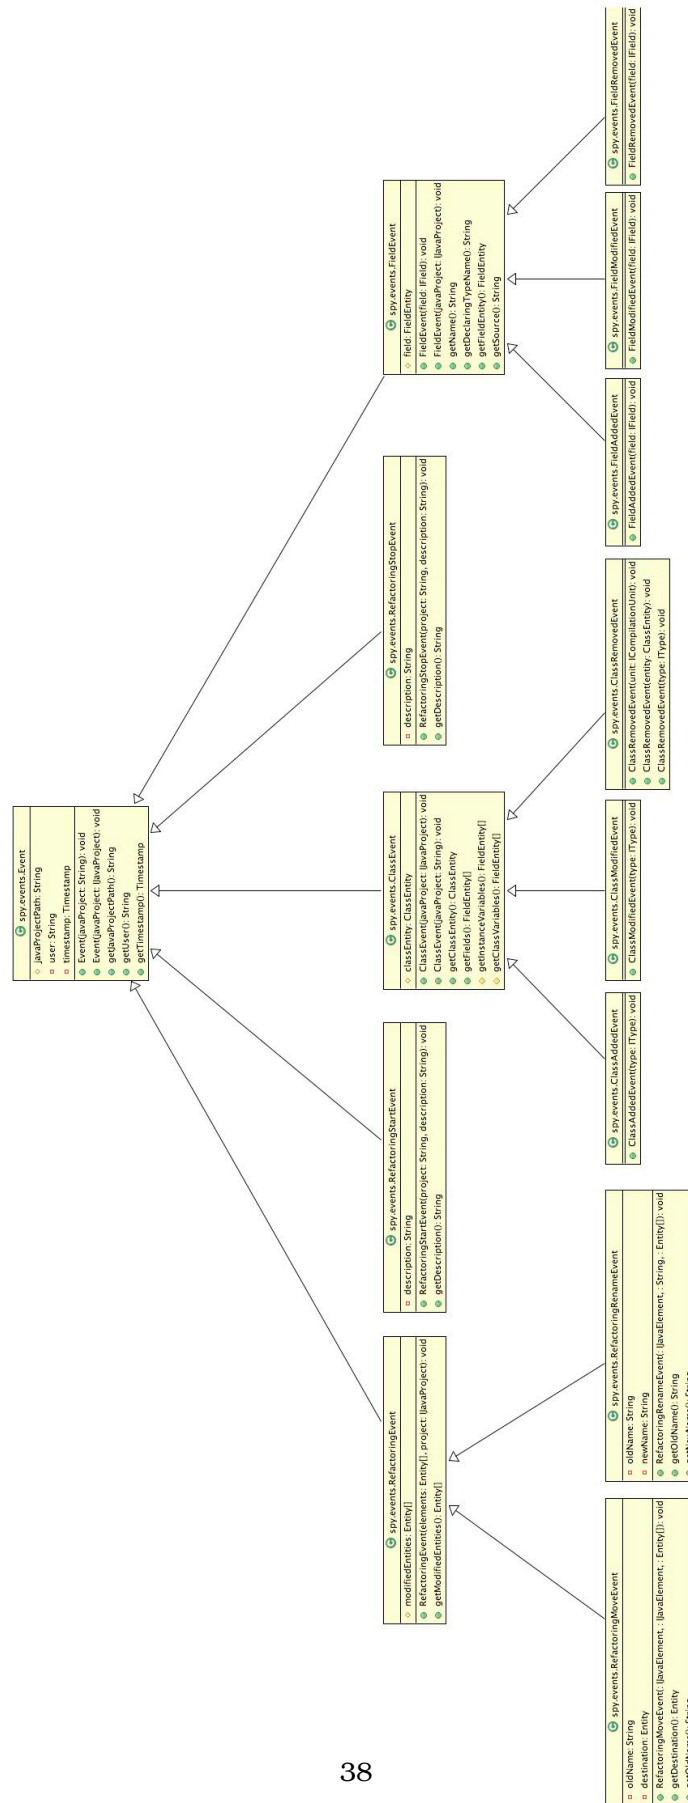 spy.events.Event
javaProjectPath: String
user: String
timestamp: Timestamp
Event(javaProject: String): void
Event(javaProject: IJavaProject): void
getJavaProjectPath(): String
getUser(): String
getTimestamp(): Timestamp
spy.events.RefactoringEvent
modifiedEntities: Entity[]
RefactoringEvent(elements: Entity[], project: IJavaProject): void
getModifiedEntities(): Entity[]
spy.events.RefactoringStartEvent
description: String
RefactoringStartEvent(project: String, description: String): void
getDescription(): String
spy.events.ClassEvent
classEntity: ClassEntity
ClassEvent(javaProject: IJavaProject): void
ClassEvent(javaProject: String): void
getClassEntity(): ClassEntity
getFields(): FieldEntity[]
getInstanceVariables(): FieldEntity[]
getClassVariables(): FieldEntity[]
spy.events.RefactoringStopEvent
description: String
RefactoringStopEvent(project: String, description: String): void
getDescription(): String
spy.events.FieldEvent
field: FieldEntity
FieldEvent(field: IField): void
FieldEvent(javaProject: IJavaProject): void
getName(): String
getDeclaringTypeName(): String
getFieldEntity(): FieldEntity
getSource(): String
spy.events.RefactoringMoveEvent
oldName: String
destination: Entity
RefactoringMoveEvent(: IJavaElement, : IJavaElement, : Entity[]): void
getDestination(): Entity
spy.events.RefactoringRenameEvent
oldName: String
newName: String
RefactoringRenameEvent(: IJavaElement, : String, : Entity[]): void
getOldName(): String
spy.events.ClassAddedEvent
ClassAddedEvent(type: IType): void
spy.events.ClassModifiedEvent
ClassModifiedEvent(type: IType): void
spy.events.ClassRemovedEvent
ClassRemovedEvent(unit: ICompilationUnit): void
ClassRemovedEvent(entity: ClassEntity): void
ClassRemovedEvent(type: IType): void
spy.events.FieldAddedEvent
FieldAddedEvent(field: IField): void
spy.events.FieldModifiedEvent
FieldModifiedEvent(field: IField): void
spy.events.FieldRemovedEvent
FieldRemovedEvent(field: IField): void
38